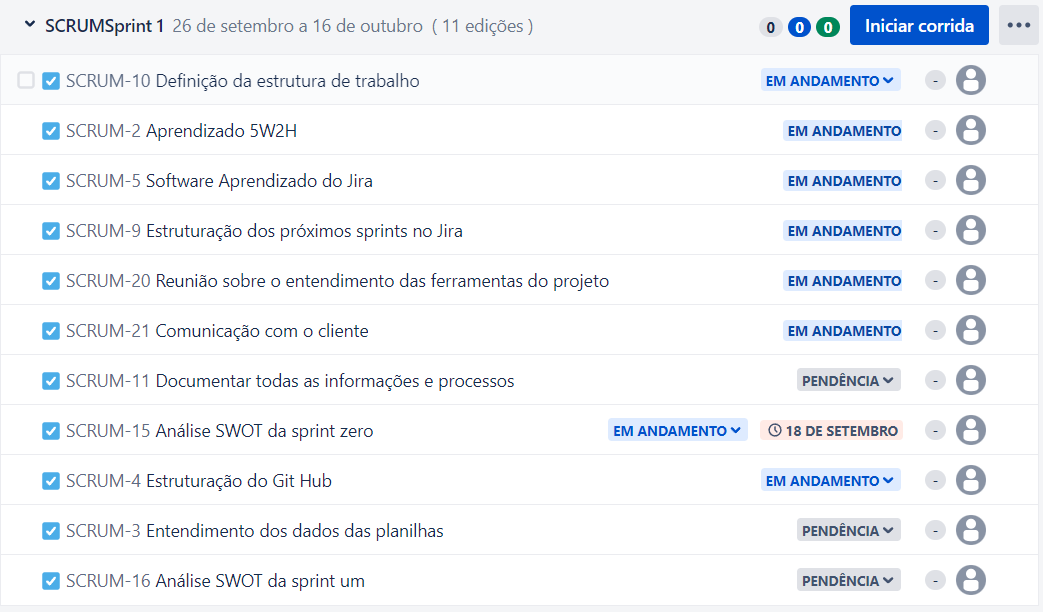 SCRUMSprint 1 26 de setembro a 16 de outubro ( 11 edições ) 0 0 0 Iniciar corrida
SCRUM-10 Definição da estrutura de trabalho EM ANDAMENTO -
SCRUM-2 Aprendizado 5W2H EM ANDAMENTO -
SCRUM-5 Software Aprendizado do Jira EM ANDAMENTO -
SCRUM-9 Estruturação dos próximos sprints no Jira EM ANDAMENTO -
SCRUM-20 Reunião sobre o entendimento das ferramentas do projeto EM ANDAMENTO -
SCRUM-21 Comunicação com o cliente EM ANDAMENTO -
SCRUM-11 Documentar todas as informações e processos PENDÊNCIA -
SCRUM-15 Análise SWOT da sprint zero EM ANDAMENTO 18 DE SETEMBRO -
SCRUM-4 Estruturação do Git Hub EM ANDAMENTO -
SCRUM-3 Entendimento dos dados das planilhas PENDÊNCIA -
SCRUM-16 Análise SWOT da sprint um PENDÊNCIA -